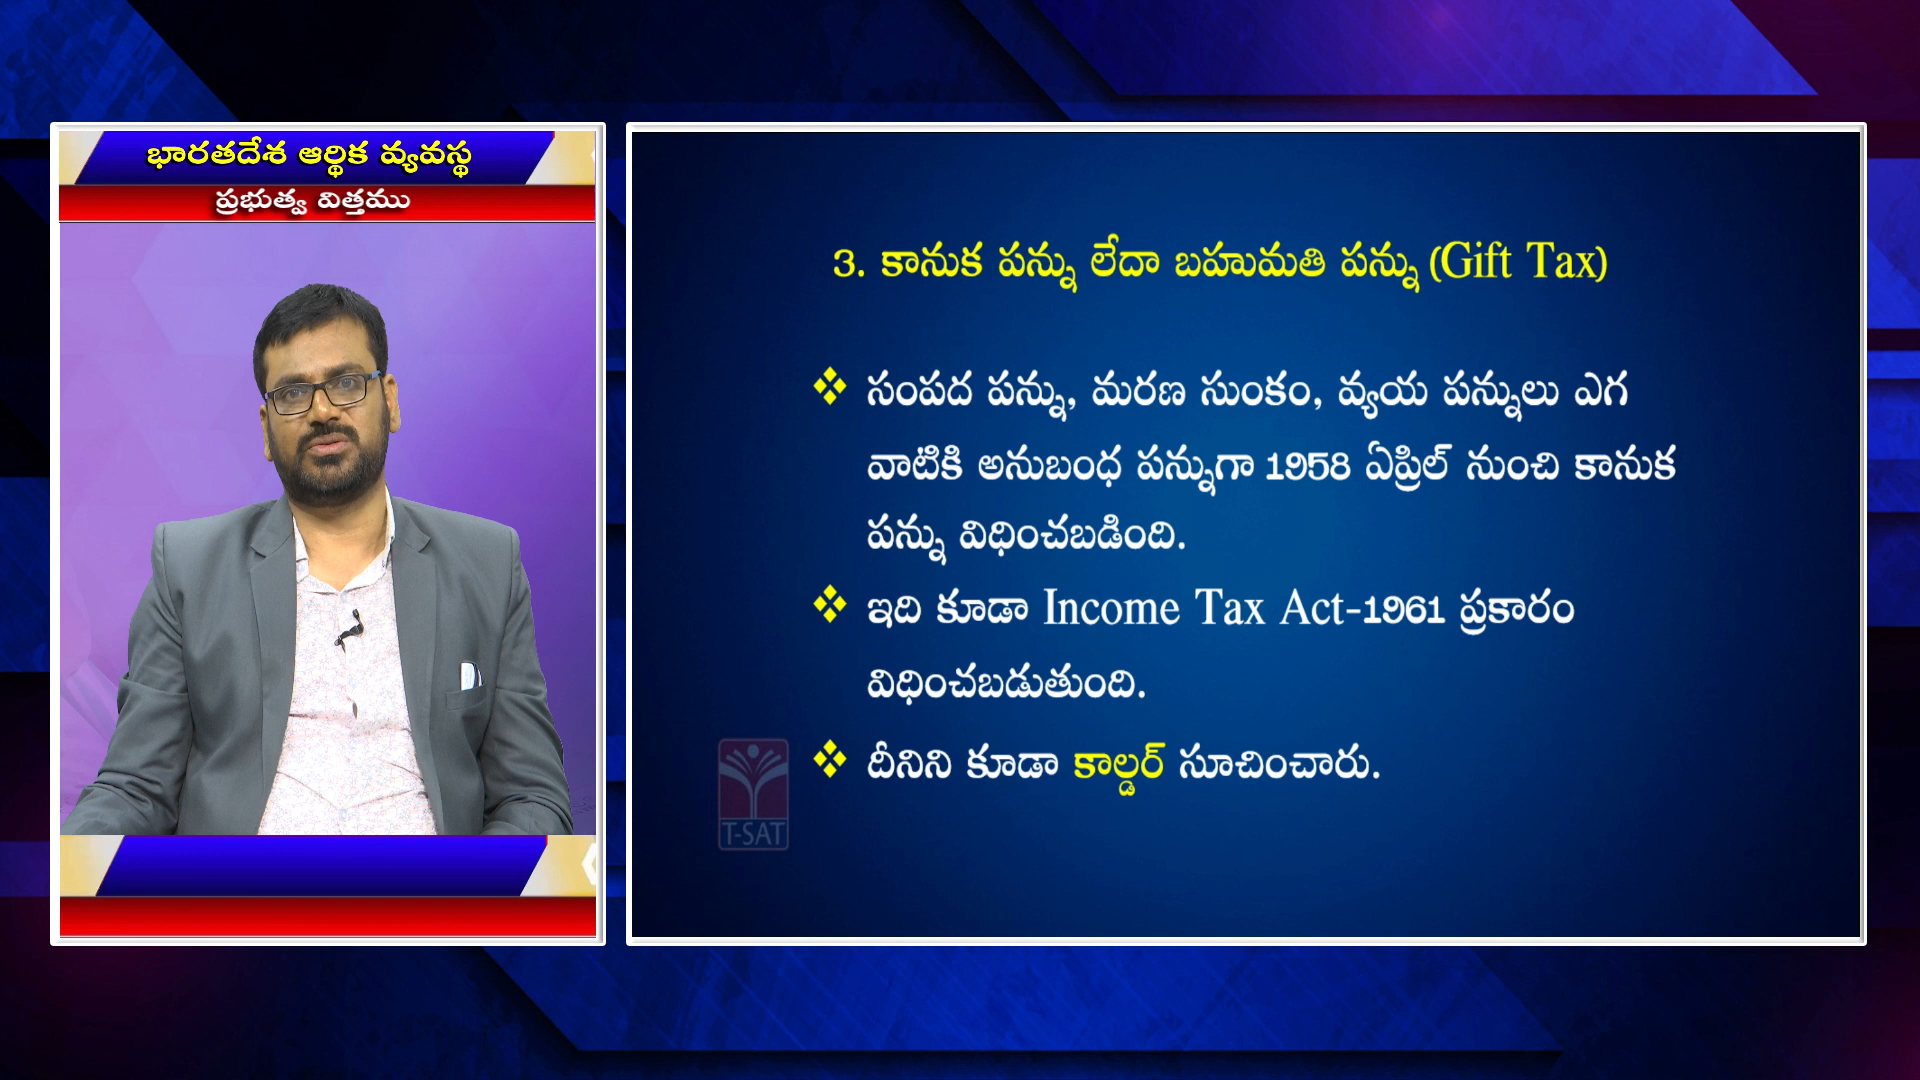 భారతదేశ ఆర్థిక వ్యవస్థ
ప్రభుత్వ విత్తము
3. కానుక పన్ను లేదా బహుమతి పన్ను (Gift Tax)
❖ సంపద పన్ను, మరణ సుంకం, వ్యయ పన్నులు ఎగ
వాటికి అనుబంధ పన్నుగా 1958 ఏప్రిల్ నుంచి కానుక
పన్ను విధించబడింది.
❖ ఇది కూడా Income Tax Act-1961 ప్రకారం
విధించబడుతుంది.
❖ దీనిని కూడా కాల్డర్ సూచించారు.
T-SAT